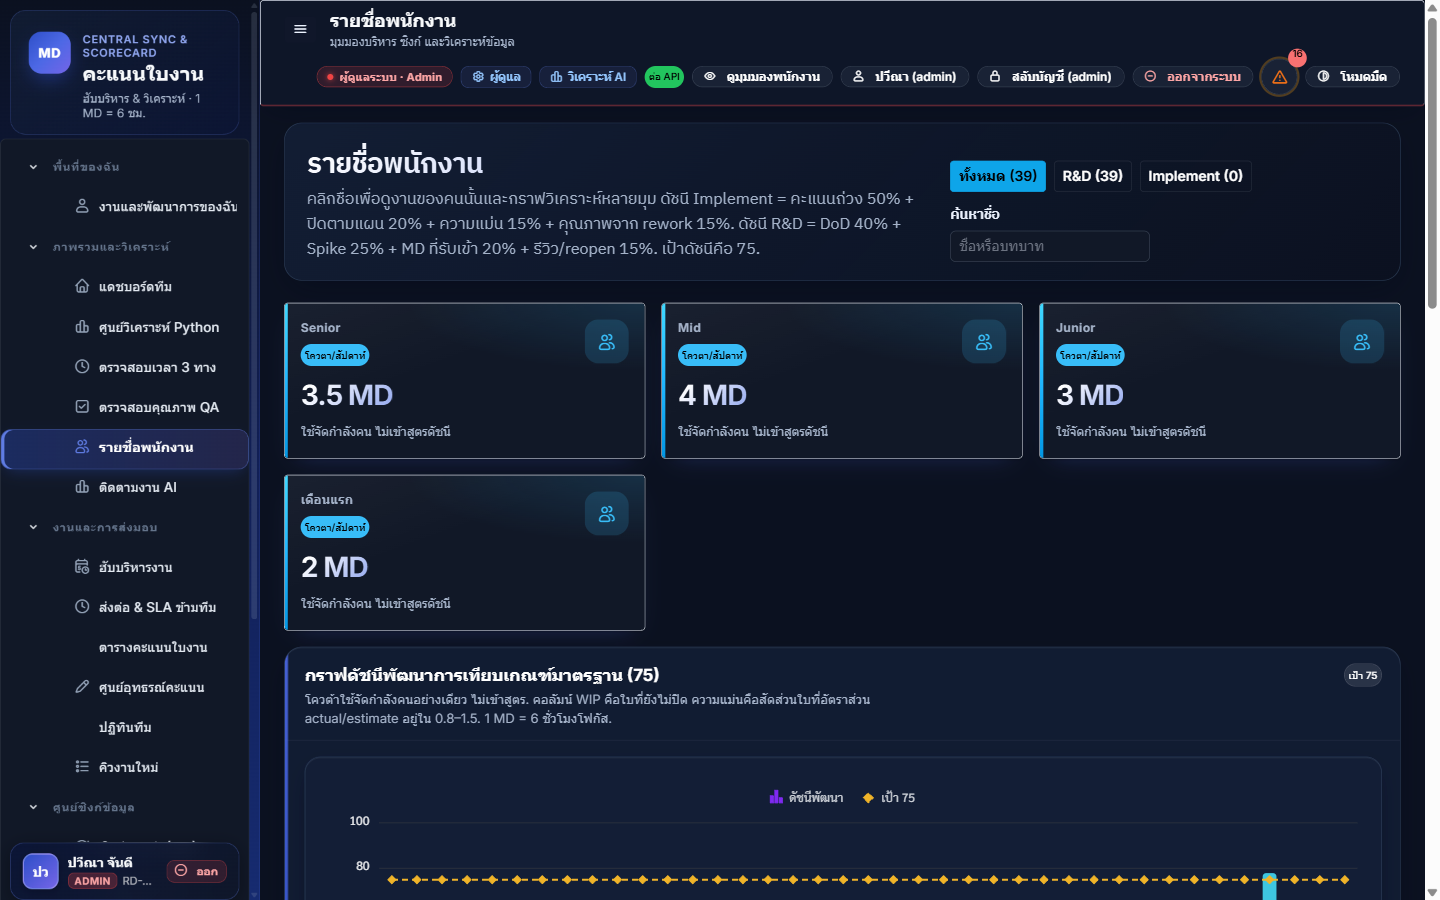 MD
CENTRAL SYNC &
SCORECARD
คะแนนใบงาน
ฮับบริหาร & วิเคราะห์ · 1
MD = 6 ชม.
พื้นที่ของฉัน
งานและพัฒนาการของฉัน
ภาพรวมและวิเคราะห์
แดชบอร์ดทีม
ศูนย์วิเคราะห์ Python
ตรวจสอบเวลา 3 ทาง
ตรวจสอบคุณภาพ QA
รายชื่อพนักงาน
ติดตามงาน AI
งานและการส่งมอบ
ฮับบริหารงาน
ส่งต่อ & SLA ข้ามทีม
ตารางคะแนนใบงาน
ศูนย์อุทธรณ์คะแนน
ปฏิทินทีม
คิวงานใหม่
ศูนย์ซิงก์ข้อมูล
ปว
ปวีณา จันดี
ADMIN RD-...
ออก
รายชื่อพนักงาน
มุมมองบริหาร ซิงก์ และวิเคราะห์ข้อมูล
ผู้ดูแลระบบ · Admin
ผู้ดูแล
วิเคราะห์ AI
ต่อ API
ดูมุมมองพนักงาน
ปวีณา (admin)
สลับบัญชี (admin)
ออกจากระบบ
16
โหมดมืด
รายชื่อพนักงาน
คลิกชื่อเพื่อดูงานของคนนั้นและกราฟวิเคราะห์หลายมุม ดัชนี Implement = คะแนนถ่วง 50% +
ปิดตามแผน 20% + ความแม่น 15% + คุณภาพจาก rework 15%. ดัชนี R&D = DoD 40% +
Spike 25% + MD ที่รับเข้า 20% + รีวิว/reopen 15%. เป้าดัชนีคือ 75.
ทั้งหมด (39)
R&D (39)
Implement (0)
ค้นหาชื่อ
ชื่อหรือบทบาท
Senior
โควตา/สัปดาห์
3.5 MD
ใช้จัดกำลังคน ไม่เข้าสูตรดัชนี
Mid
โควตา/สัปดาห์
4 MD
ใช้จัดกำลังคน ไม่เข้าสูตรดัชนี
Junior
โควตา/สัปดาห์
3 MD
ใช้จัดกำลังคน ไม่เข้าสูตรดัชนี
เดือนแรก
โควตา/สัปดาห์
2 MD
ใช้จัดกำลังคน ไม่เข้าสูตรดัชนี
กราฟดัชนีพัฒนาการเทียบเกณฑ์มาตรฐาน (75)
โควต้าใช้จัดกำลังคนอย่างเดียว ไม่เข้าสูตร. คอลัมน์ WIP คือใบที่ยังไม่ปิด ความแม่นคือสัดส่วนใบที่อัตราส่วน
actual/estimate อยู่ใน 0.8–1.5. 1 MD = 6 ชั่วโมงโฟกัส.
เป้า 75
ดัชนีพัฒนา
เป้า 75
100
80